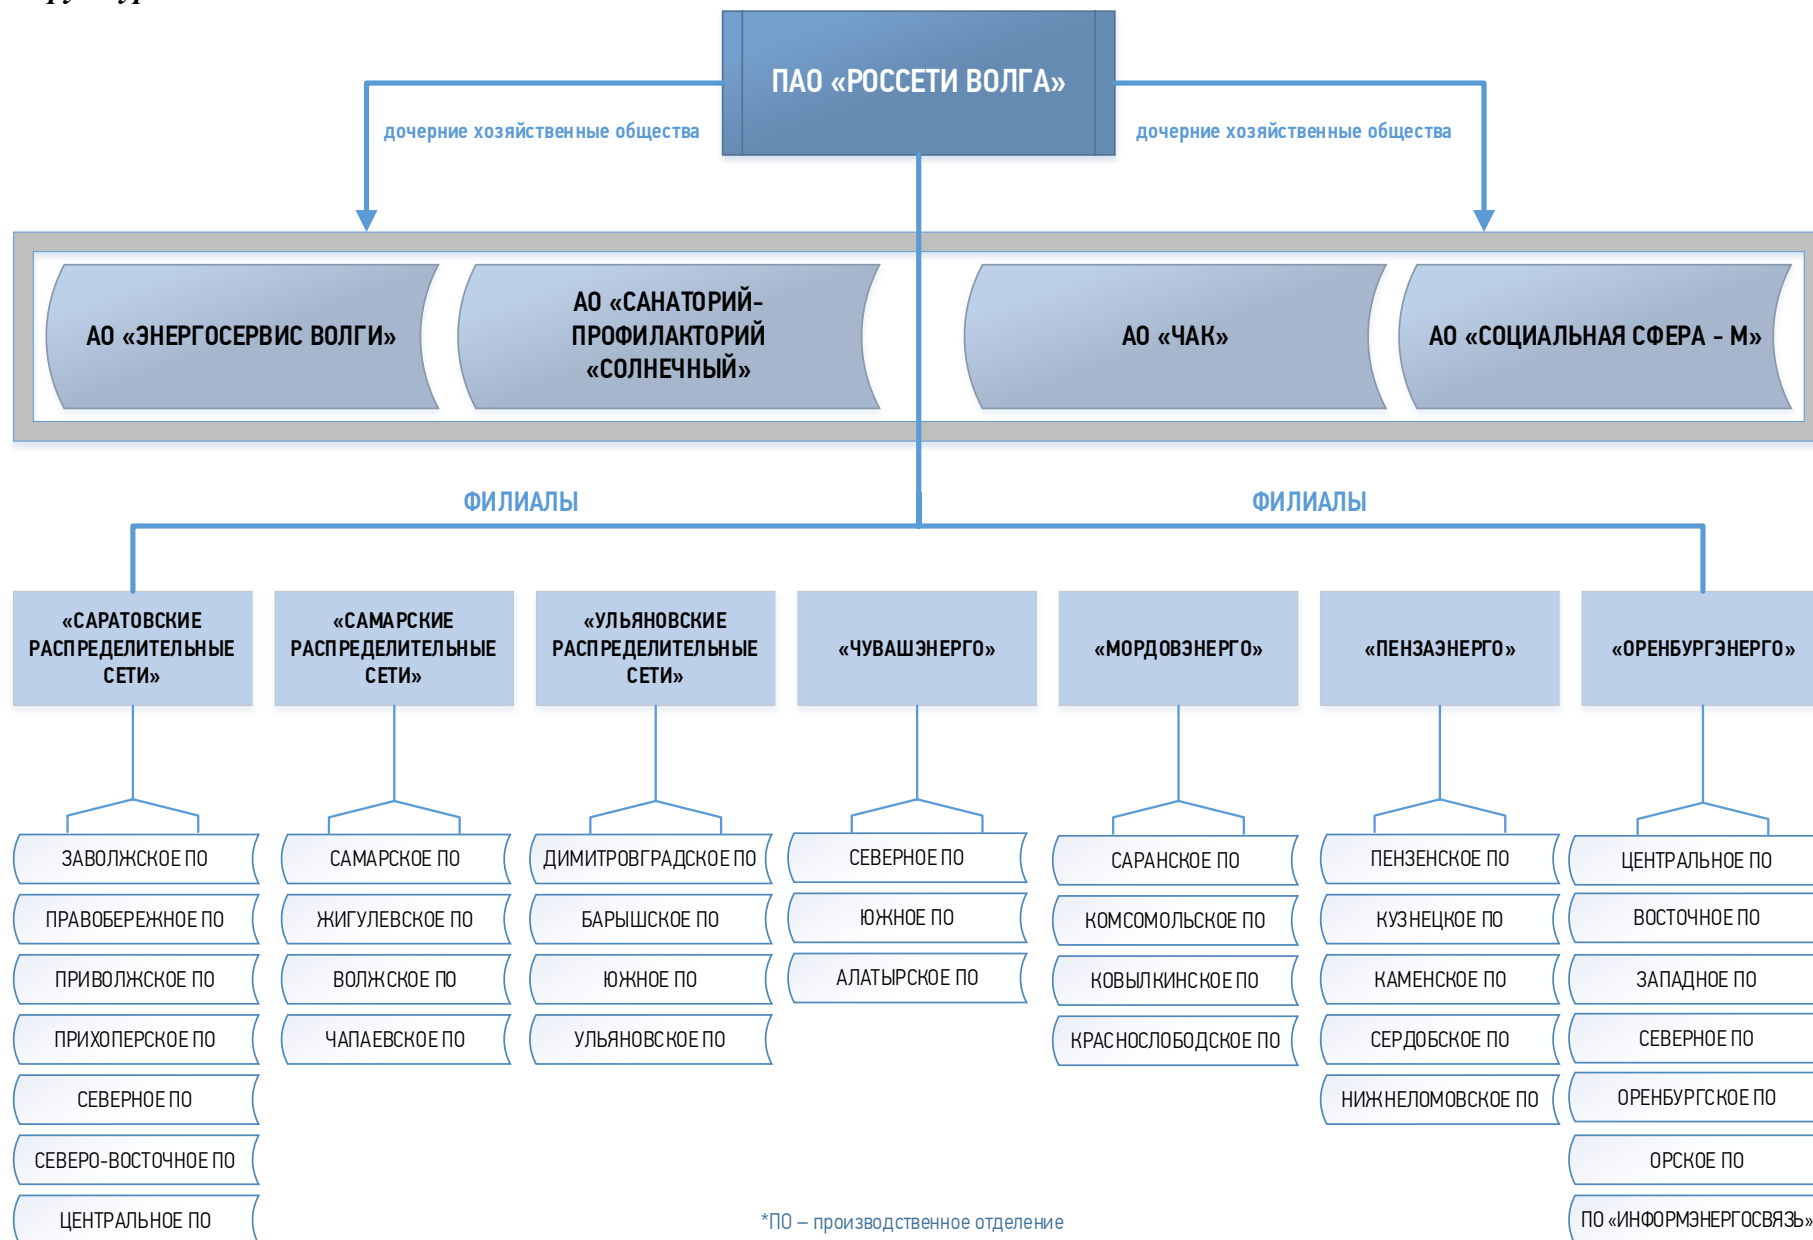 ПАО «РОССЕТИ ВОЛГА»
дочерние хозяйственные общества
дочерние хозяйственные общества
АО «ЭНЕРГОСЕРВИС ВОЛГИ»
АО «САНАТОРИЙ-
ПРОФИЛАКТОРИЙ
«СОЛНЕЧНЫЙ»
АО «ЧАК»
АО «СОЦИАЛЬНАЯ СФЕРА - М»
ФИЛИАЛЫ
ФИЛИАЛЫ
«САРАТОВСКИЕ
РАСПРЕДЕЛИТЕЛЬНЫЕ
СЕТИ»
«САМАРСКИЕ
РАСПРЕДЕЛИТЕЛЬНЫЕ
СЕТИ»
«УЛЬЯНОВСКИЕ
РАСПРЕДЕЛИТЕЛЬНЫЕ
СЕТИ»
«ЧУВАШЭНЕРГО»
«МОРДОВЭНЕРГО»
«ПЕНЗАЭНЕРГО»
«ОРЕНБУРГЭНЕРГО»
ЗАВОЛЖСКОЕ ПО
ПРАВОБЕРЕЖНОЕ ПО
ПРИВОЛЖСКОЕ ПО
ПРИХОПЕРСКОЕ ПО
СЕВЕРНОЕ ПО
СЕВЕРО-ВОСТОЧНОЕ ПО
ЦЕНТРАЛЬНОЕ ПО
САМАРСКОЕ ПО
ЖИГУЛЕВСКОЕ ПО
ВОЛЖСКОЕ ПО
ЧАПАЕВСКОЕ ПО
ДИМИТРОВГРАДСКОЕ ПО
БАРЫШСКОЕ ПО
ЮЖНОЕ ПО
УЛЬЯНОВСКОЕ ПО
СЕВЕРНОЕ ПО
ЮЖНОЕ ПО
АЛАТЫРСКОЕ ПО
САРАНСКОЕ ПО
КОМСОМОЛЬСКОЕ ПО
КОВЫЛКИНСКОЕ ПО
КРАСНОСЛОБОДСКОЕ ПО
ПЕНЗЕНСКОЕ ПО
КУЗНЕЦКОЕ ПО
КАМЕНСКОЕ ПО
СЕРДОБСКОЕ ПО
НИЖНЕЛОМОВСКОЕ ПО
ЦЕНТРАЛЬНОЕ ПО
ВОСТОЧНОЕ ПО
ЗАПАДНОЕ ПО
СЕВЕРНОЕ ПО
ОРЕНБУРГСКОЕ ПО
ОРСКОЕ ПО
ПО «ИНФОРМЭНЕРГОСВЯЗЬ»
*ПО – производственное отделение